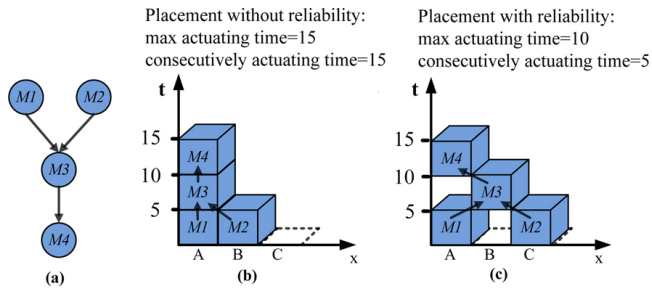 Placement without reliability:
max actuating time=15
consecutively actuating time=15
Placement with reliability:
max actuating time=10
consecutively actuating time=5
M1
M2
M3
M4
(a)
t
15
10
5
M4
M3
M1
M2
A
B
C
x
(b)
t
15
10
5
M4
M3
M1
M2
A
B
C
x
(c)